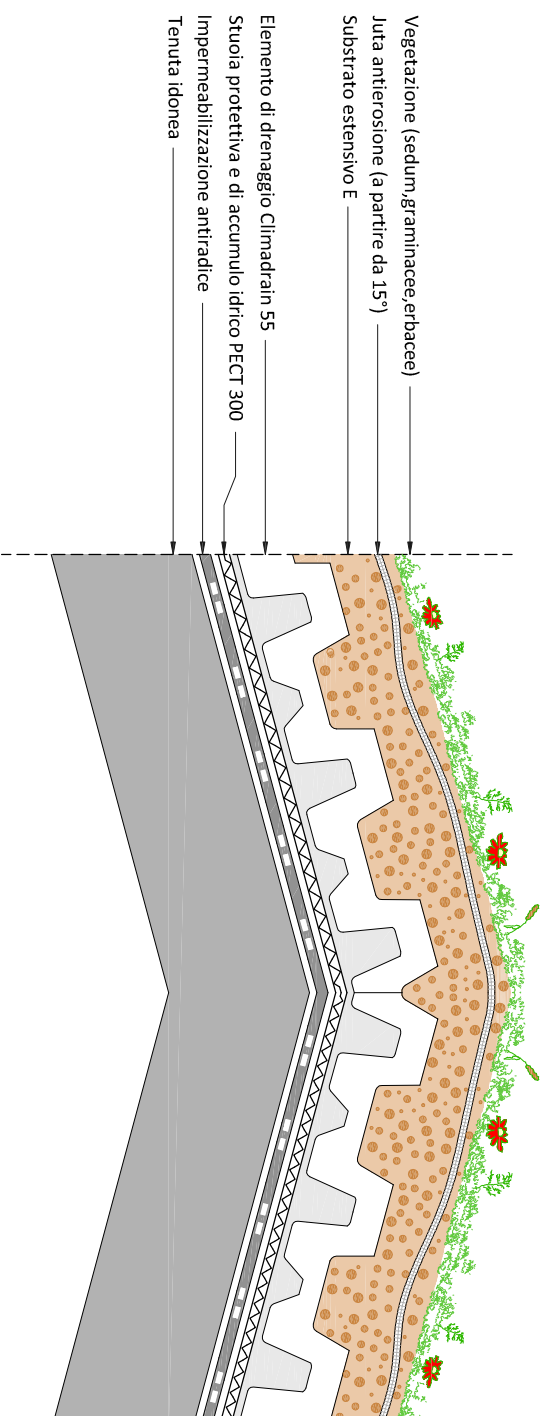 Vegetazione (sedum,graminacee,erbacee)
Juta antierosione (a partire da 15°)
Substrato estensivo E
Elemento di drenaggio Climadrain 55
Stuoia protettiva e di accumulo idrico PECT 300
Impermeabilizzazione antiradice
Tenuta idonea